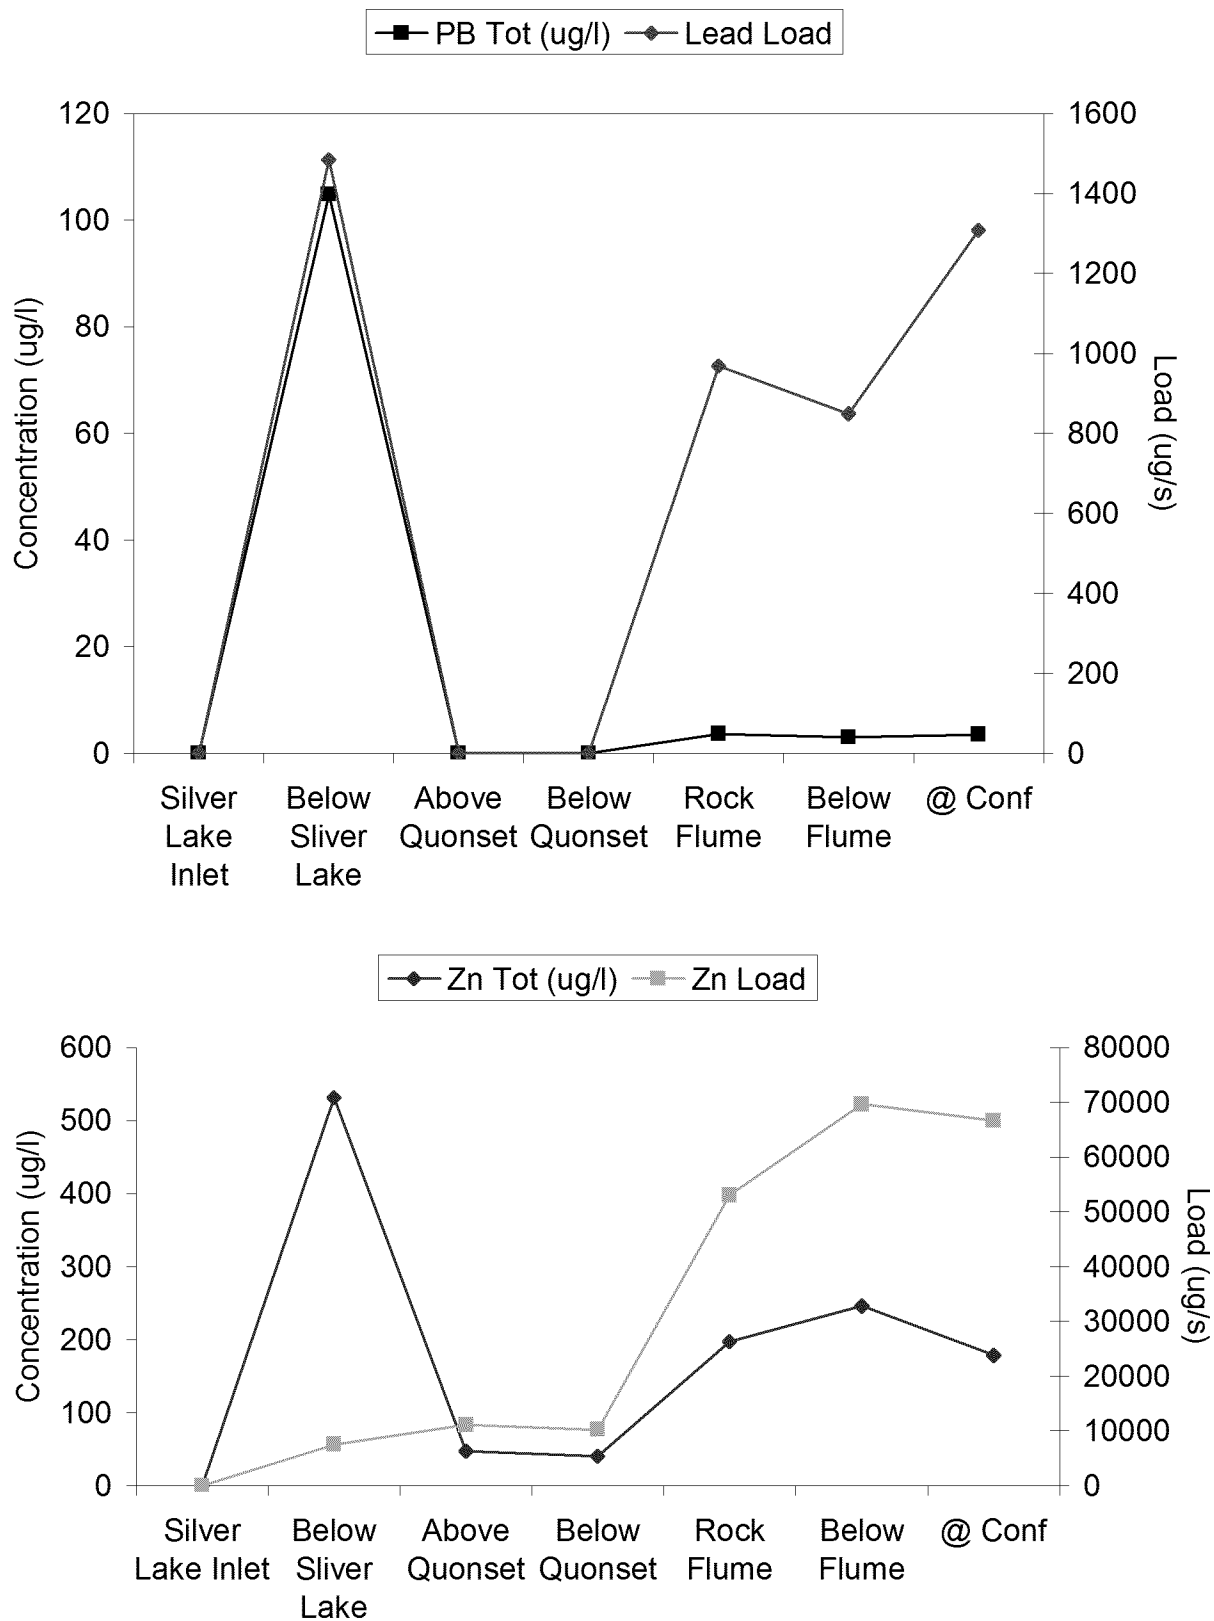 PB Tot (ug/l) Lead Load
120
100
80
60
40
20
0
Concentration (ug/l)
1600
1400
1200
1000
800
600
400
200
0
Load (ug/s)
Silver Lake Inlet
Below Sliver Lake
Above Quonset
Below Quonset
Rock Flume
Below Flume
@ Conf
Zn Tot (ug/l) Zn Load
600
500
400
300
200
100
0
Concentration (ug/l)
80000
70000
60000
50000
40000
30000
20000
10000
0
Load (ug/s)
Silver Lake Inlet
Below Sliver Lake
Above Quonset
Below Quonset
Rock Flume
Below Flume
@ Conf